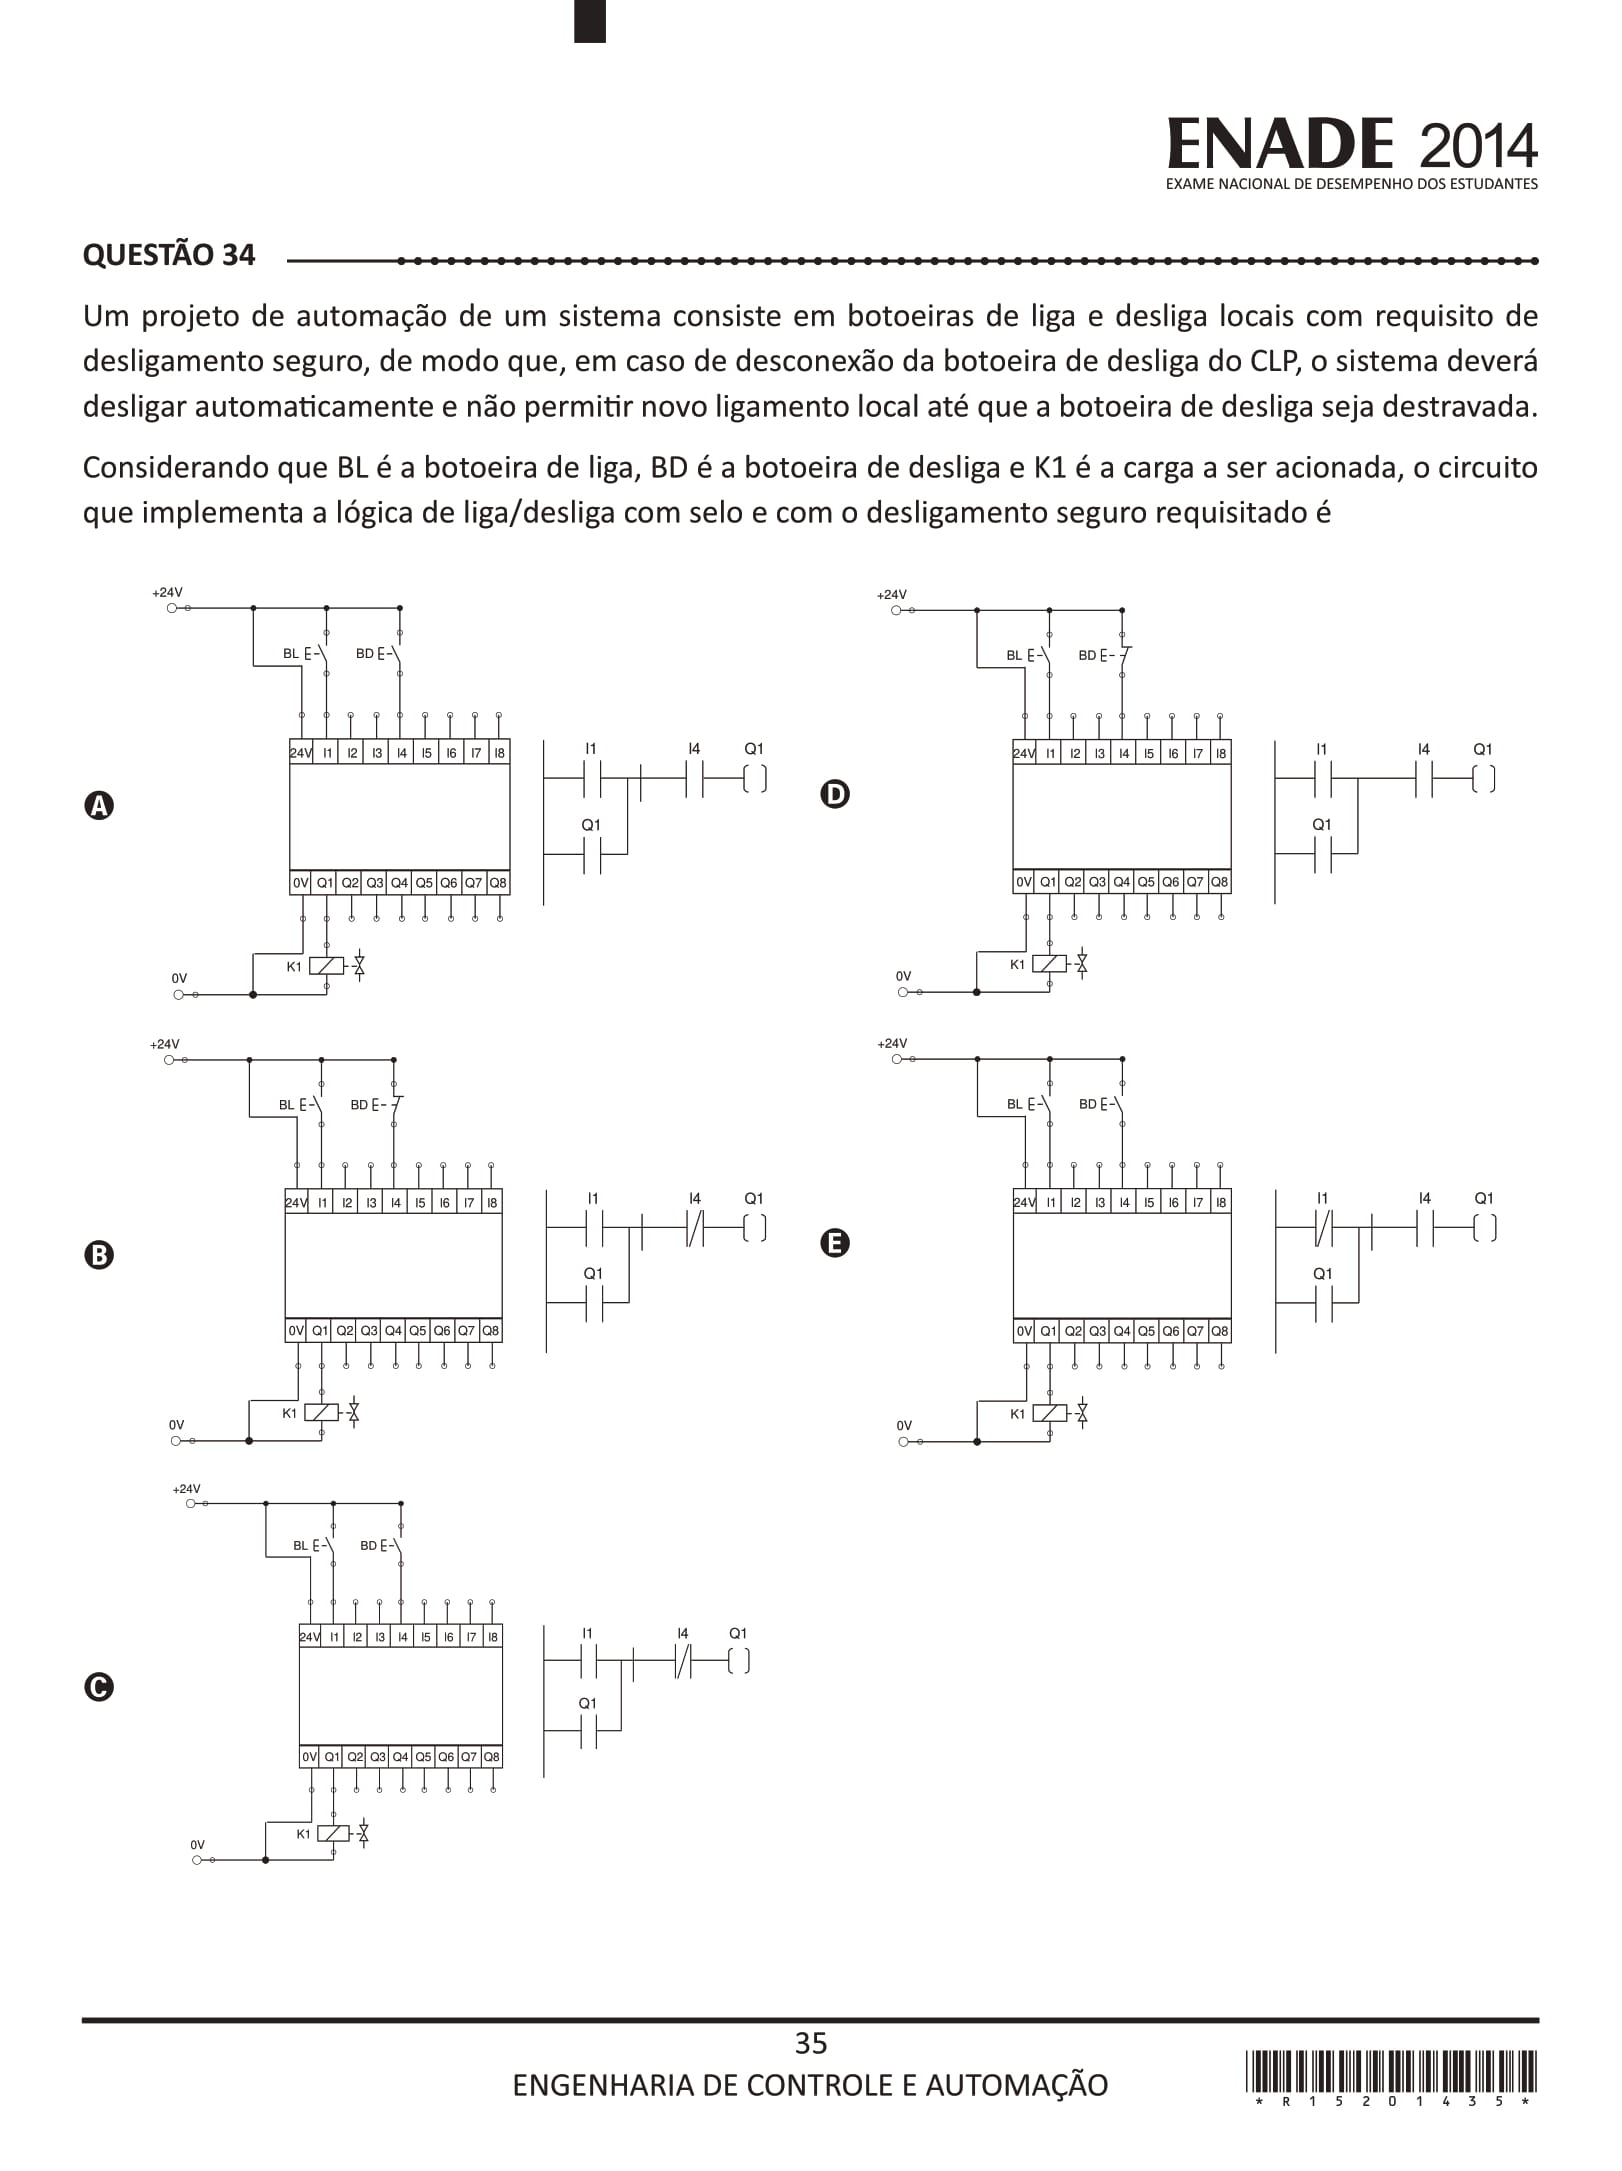 ENADE 2014
EXAME NACIONAL DE DESEMPENHO DOS ESTUDANTES
QUESTÃO 34
Um projeto de automação de um sistema consiste em botoeiras de liga e desliga locais com requisito de
desligamento seguro, de modo que, em caso de desconexão da botoeira de desliga do CLP, o sistema deverá
desligar automaticamente e não permitir novo ligamento local até que a botoeira de desliga seja destravada.
Considerando que BL é a botoeira de liga, BD é a botoeira de desliga e K1 é a carga a ser acionada, o circuito
que implementa a lógica de liga/desliga com selo e com o desligamento seguro requisitado é
A
+24V
BL BD
24V I1 I2 I3 I4 I5 I6 I7 I8
I1 I4 Q1
Q1
0V Q1 Q2 Q3 Q4 Q5 Q6 Q7 Q8
K1
0V
B
+24V
BL BD
24V I1 I2 I3 I4 I5 I6 I7 I8
I1 I4 Q1
Q1
0V Q1 Q2 Q3 Q4 Q5 Q6 Q7 Q8
K1
0V
C
+24V
BL BD
24V I1 I2 I3 I4 I5 I6 I7 I8
I1 I4 Q1
Q1
0V Q1 Q2 Q3 Q4 Q5 Q6 Q7 Q8
K1
0V
D
+24V
BL BD
24V I1 I2 I3 I4 I5 I6 I7 I8
I1 I4 Q1
Q1
0V Q1 Q2 Q3 Q4 Q5 Q6 Q7 Q8
K1
0V
E
+24V
BL BD
24V I1 I2 I3 I4 I5 I6 I7 I8
I1 I4 Q1
Q1
0V Q1 Q2 Q3 Q4 Q5 Q6 Q7 Q8
K1
0V
35
ENGENHARIA DE CONTROLE E AUTOMAÇÃO
* R 1 5 2 0 1 4 3 5 *